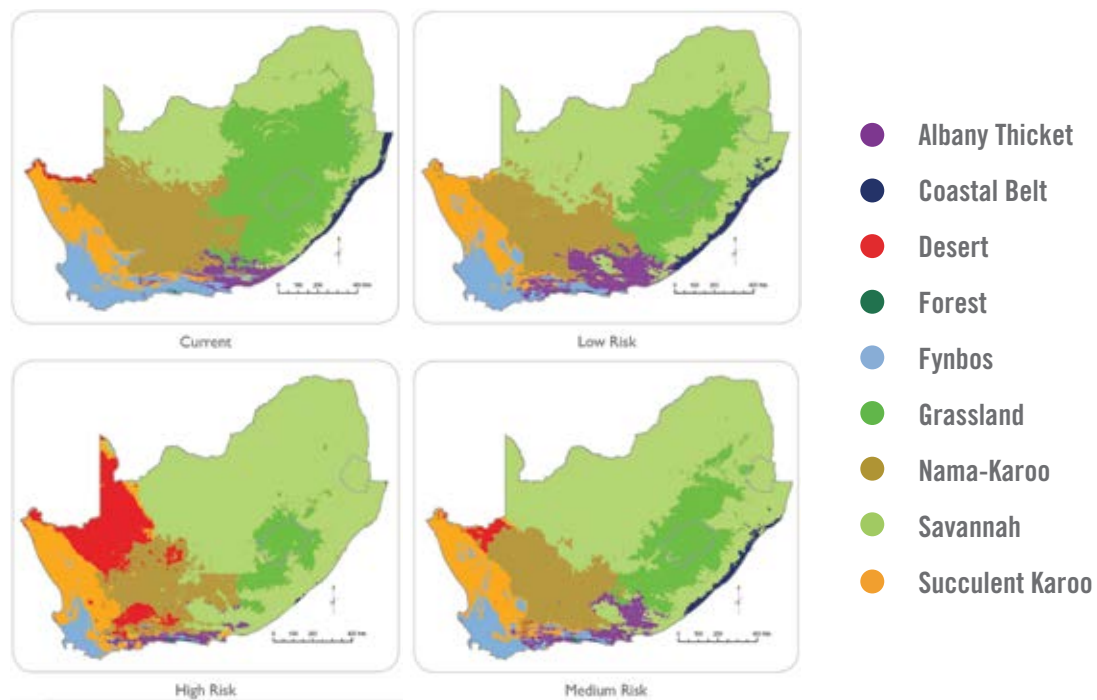 Current
Low Risk
High Risk
Medium Risk
Albany Thicket
Coastal Belt
Desert
Forest
Fynbos
Grassland
Nama-Karoo
Savannah
Succulent Karoo